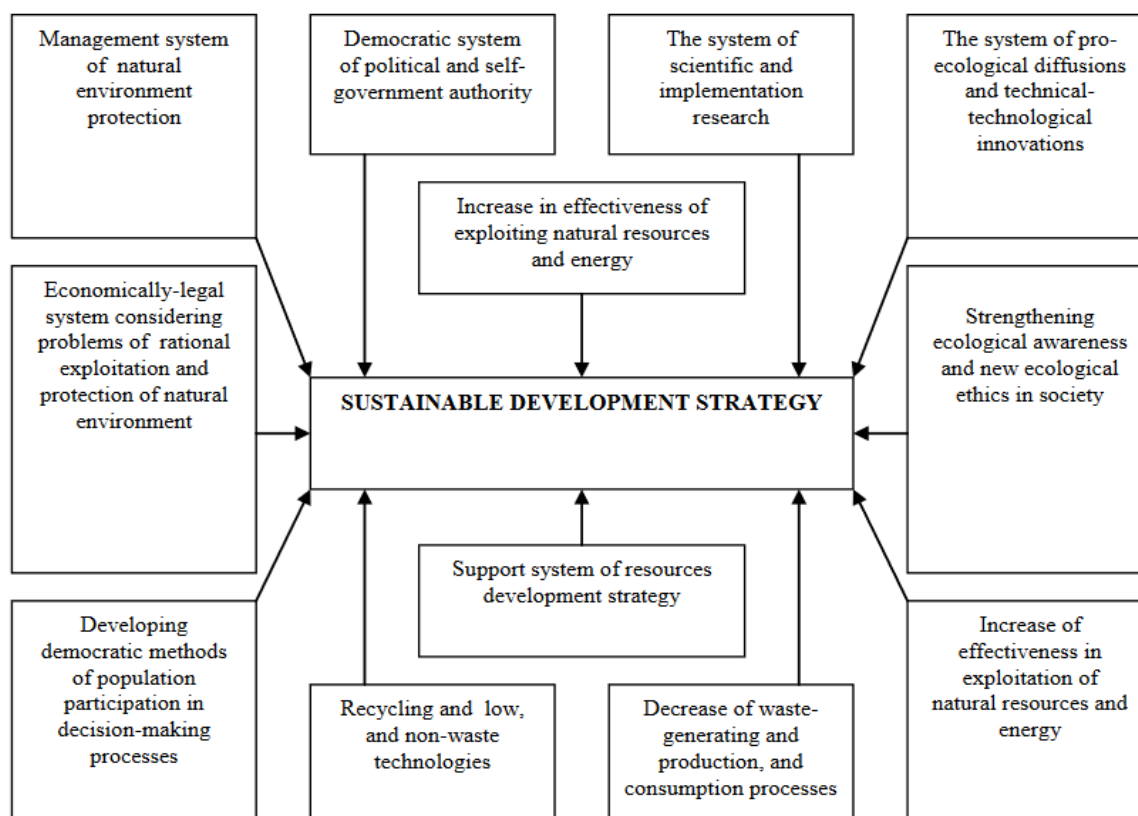 Management system
of natural
environment
protection
Democratic system
of political and self-
government authority
The system of
scientific and
implementation
research
The system of pro-
ecological diffusions
and technical-
technological
innovations
Increase in effectiveness of
exploiting natural resources
and energy
Economically-legal
system considering
problems of rational
exploitation and
protection of natural
environment
SUSTAINABLE DEVELOPMENT STRATEGY
Strengthening
ecological awareness
and new ecological
ethics in society
Support system of resources
development strategy
Developing
democratic methods
of population
participation in
decision-making
processes
Recycling and low,
and non-waste
technologies
Decrease of waste-
generating and
production, and
consumption processes
Increase of
effectiveness in
exploitation of
natural resources and
energy